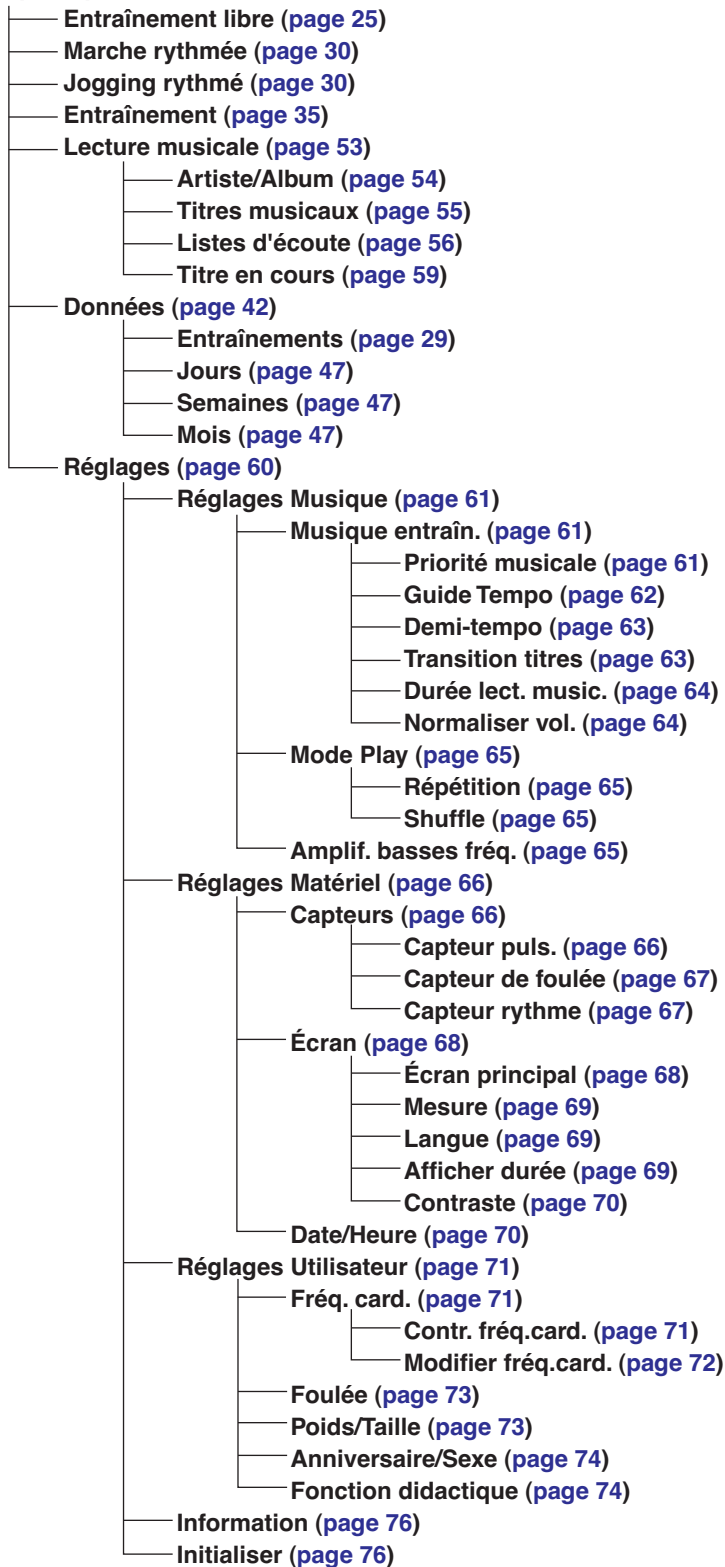 Entraînement libre (page 25)
Marche rythmée (page 30)
Jogging rythmé (page 30)
Entraînement (page 35)
Lecture musicale (page 53)
Artiste/Album (page 54)
Titres musicaux (page 55)
Listes d'écoute (page 56)
Titre en cours (page 59)
Données (page 42)
Entraînements (page 29)
Jours (page 47)
Semaines (page 47)
Mois (page 47)
Réglages (page 60)
Réglages Musique (page 61)
Musique entraîn. (page 61)
Priorité musicale (page 61)
Guide Tempo (page 62)
Demi-tempo (page 63)
Transition titres (page 63)
Durée lect. music. (page 64)
Normaliser vol. (page 64)
Mode Play (page 65)
Répétition (page 65)
Shuffle (page 65)
Amplif. basses fréq. (page 65)
Réglages Matériel (page 66)
Capteurs (page 66)
Capteur puls. (page 66)
Capteur de foulée (page 67)
Capteur rythme (page 67)
Écran (page 68)
Écran principal (page 68)
Mesure (page 69)
Langue (page 69)
Afficher durée (page 69)
Contraste (page 70)
Date/Heure (page 70)
Réglages Utilisateur (page 71)
Fréq. card. (page 71)
Contr. fréq.card. (page 71)
Modifier fréq.card. (page 72)
Foulée (page 73)
Poids/Taille (page 73)
Anniversaire/Sexe (page 74)
Fonction didactique (page 74)
Information (page 76)
Initialiser (page 76)